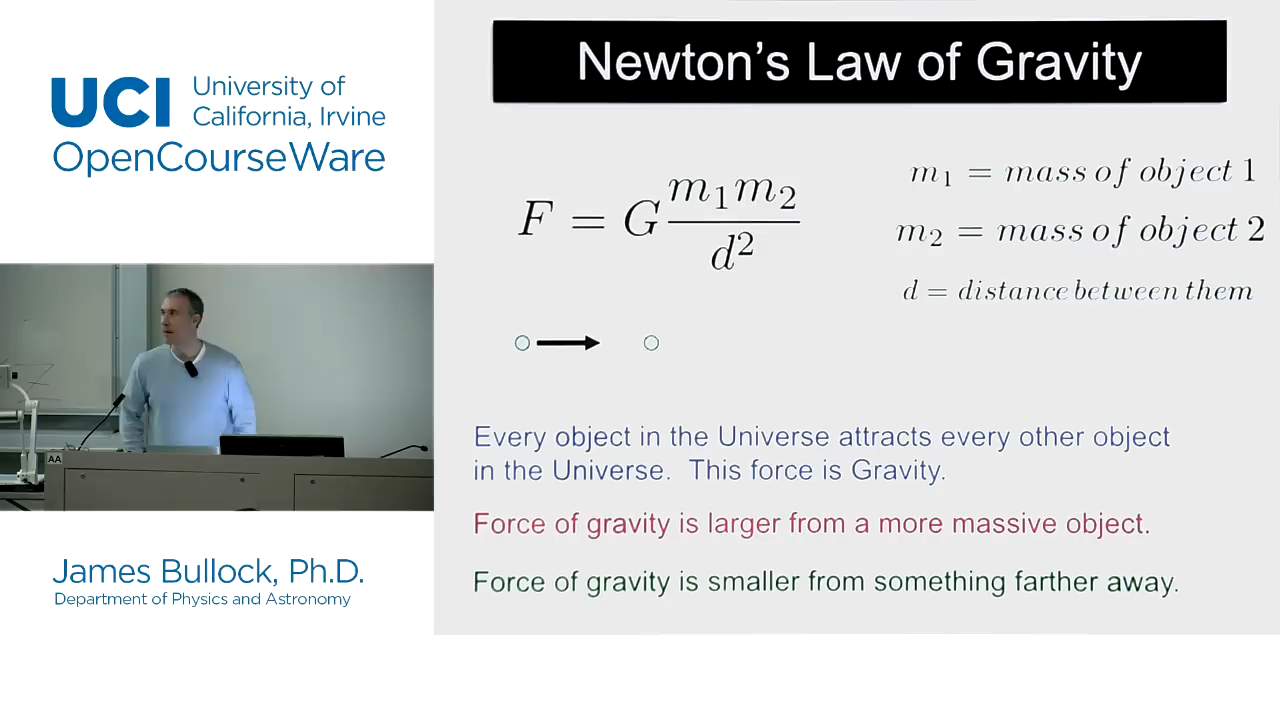 UCI University of
California, Irvine
OpenCourseWare
AA
James Bullock, Ph.D.
Department of Physics and Astronomy
Newton's Law of Gravity
F = G m₁m₂/d²
m₁ = mass of object 1
m₂ = mass of object 2
d = distance between them
Every object in the Universe attracts every other object
in the Universe. This force is Gravity.
Force of gravity is larger from a more massive object.
Force of gravity is smaller from something farther away.